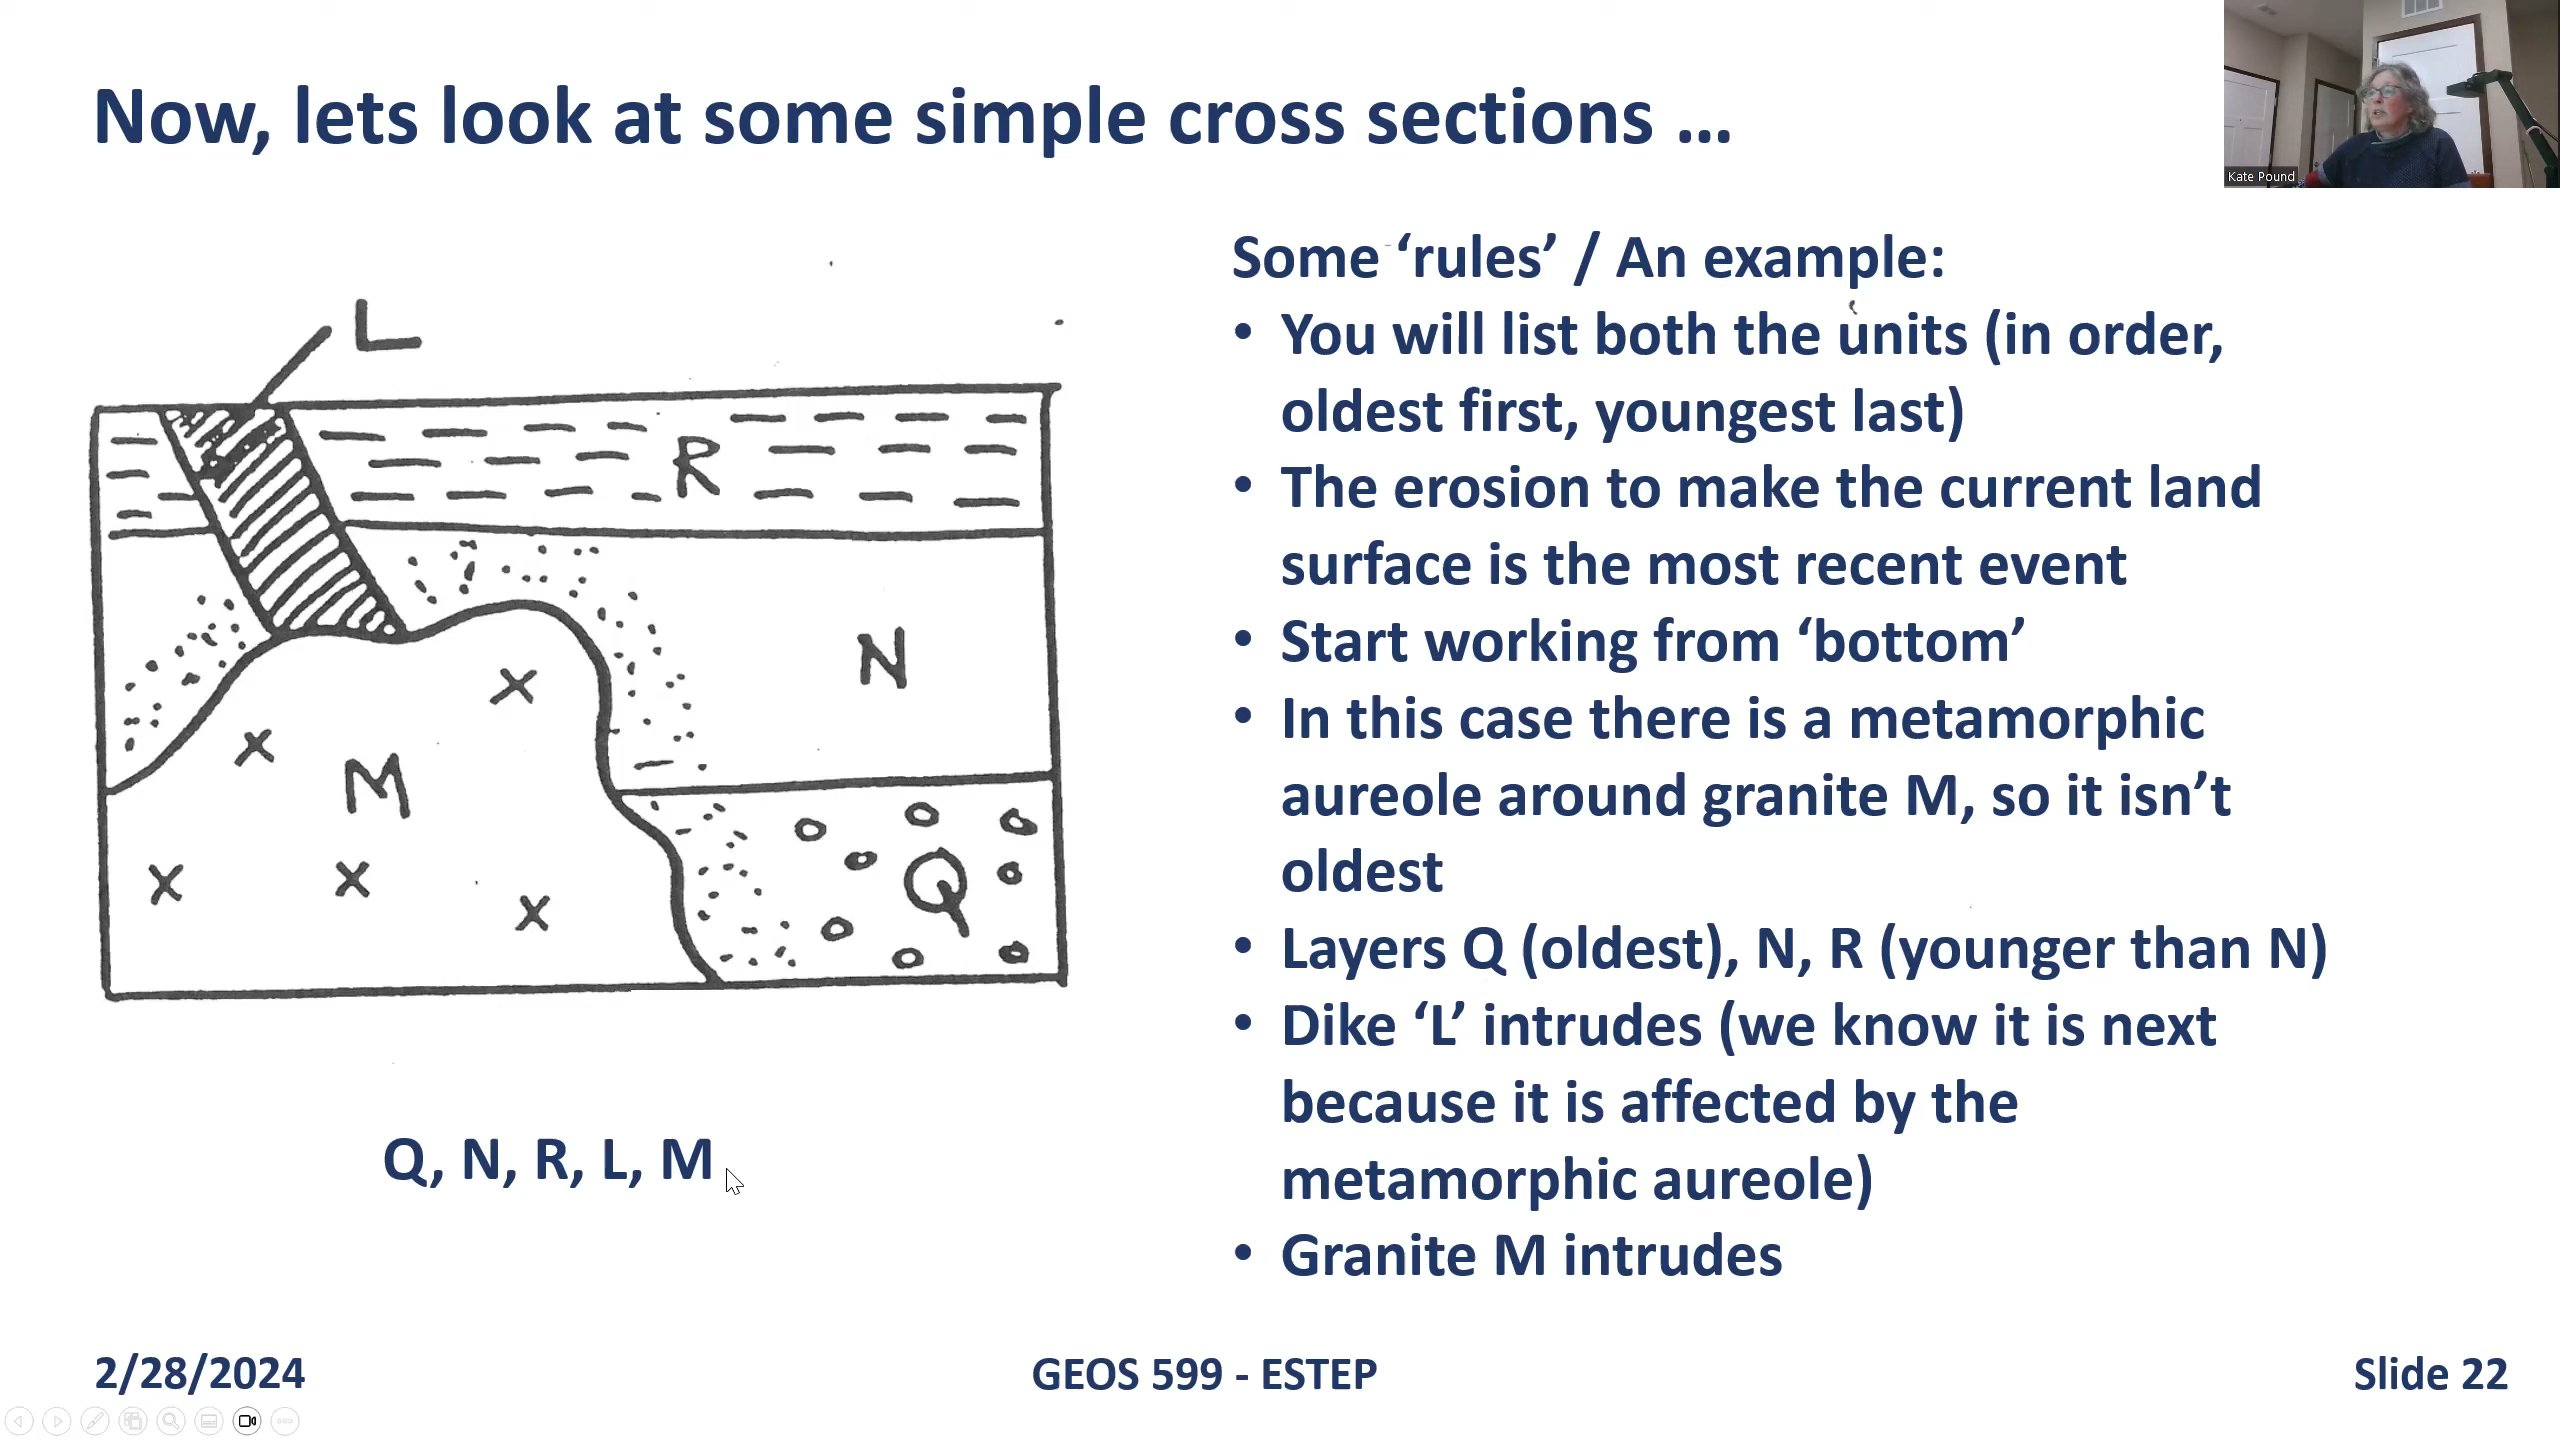 Now, lets look at some simple cross sections …
Kate Pound
L
R
N
M
Q
X
X
X
X
X
Q, N, R, L, M
Some ‘rules’ / An example:
• You will list both the units (in order,
oldest first, youngest last)
• The erosion to make the current land
surface is the most recent event
• Start working from ‘bottom’
• In this case there is a metamorphic
aureole around granite M, so it isn’t
oldest
• Layers Q (oldest), N, R (younger than N)
• Dike ‘L’ intrudes (we know it is next
because it is affected by the
metamorphic aureole)
• Granite M intrudes
2/28/2024
GEOS 599 - ESTEP
Slide 22